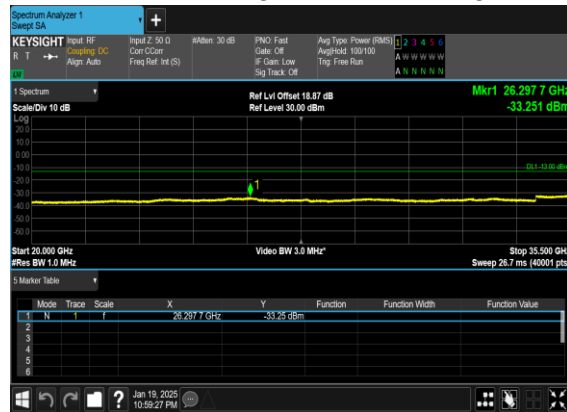 Spectrum Analyzer 1
Swept SA
+
KEYSIGHT Input: RF Input Z: 50 Ω #Atten: 30 dB PNO: Fast Avg Type: Power (RMS) 1 2 3 4 5 6
R T Coupling: DC Corr CCorr Gate: Off Avg|Hold: 100/100 A W W W W W
Align: Auto Freq Ref: Int (S) IF Gain: Low Trig: Free Run
Sig Track: Off A N N N N N
1 Spectrum Ref Lvl Offset 18.87 dB Mkr1 26.297 7 GHz
Scale/Div 10 dB Ref Level 30.00 dBm -33.251 dBm
Log
20.0
10.0
0.00
-10.0
DL1 -13.00 dBm
-20.0
1
-30.0
-40.0
-50.0
-60.0
Start 20.000 GHz Video BW 3.0 MHz* Stop 35.500 GHz
#Res BW 1.0 MHz Sweep 26.7 ms (40001 pts)
5 Marker Table
Mode Trace Scale X Y Function Function Width Function Value
1 N 1 f 26.297 7 GHz -33.25 dBm
2
3
4
5
6
Jan 19, 2025
10:59:27 PM